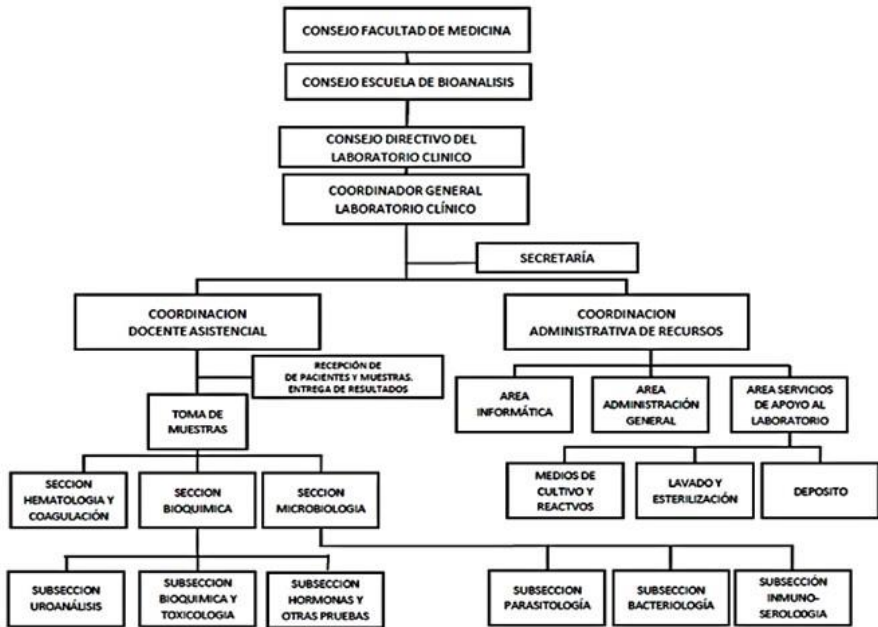 CONSEJO FACULTAD DE MEDICINA
CONSEJO ESCUELA DE BIOANALISIS
CONSEJO DIRECTIVO DEL
LABORATORIO CLINICO
COORDINADOR GENERAL
LABORATORIO CLÍNICO
SECRETARÍA
COORDINACION
DOCENTE ASISTENCIAL
COORDINACION
ADMINISTRATIVA DE RECURSOS
RECEPCIÓN DE
DE PACIENTES Y MUESTRAS.
ENTREGA DE RESULTADOS
AREA
INFORMÁTICA
AREA
ADMINISTRACIÓN
GENERAL
AREA SERVICIOS
DE APOYO AL
LABORATORIO
TOMA DE
MUESTRAS
SECCION
HEMATOLOGIA Y
COAGULACIÓN
SECCION
BIOQUIMICA
SECCION
MICROBIOLOGIA
MEDIOS DE
CULTIVO Y
REACTVOS
LAVADO Y
ESTERILIZACIÓN
DEPOSITO
SUBSECCION
UROANÁLISIS
SUBSECCION
BIOQUIMICA Y
TOXICOLOGIA
SUBSECCION
HORMONAS Y
OTRAS PRUEBAS
SUBSECCION
PARASITOLOGÍA
SUBSECCION
BACTERIOLOGÍA
SUBSECCIÓN
INMUNO-
SEROLOOGIA